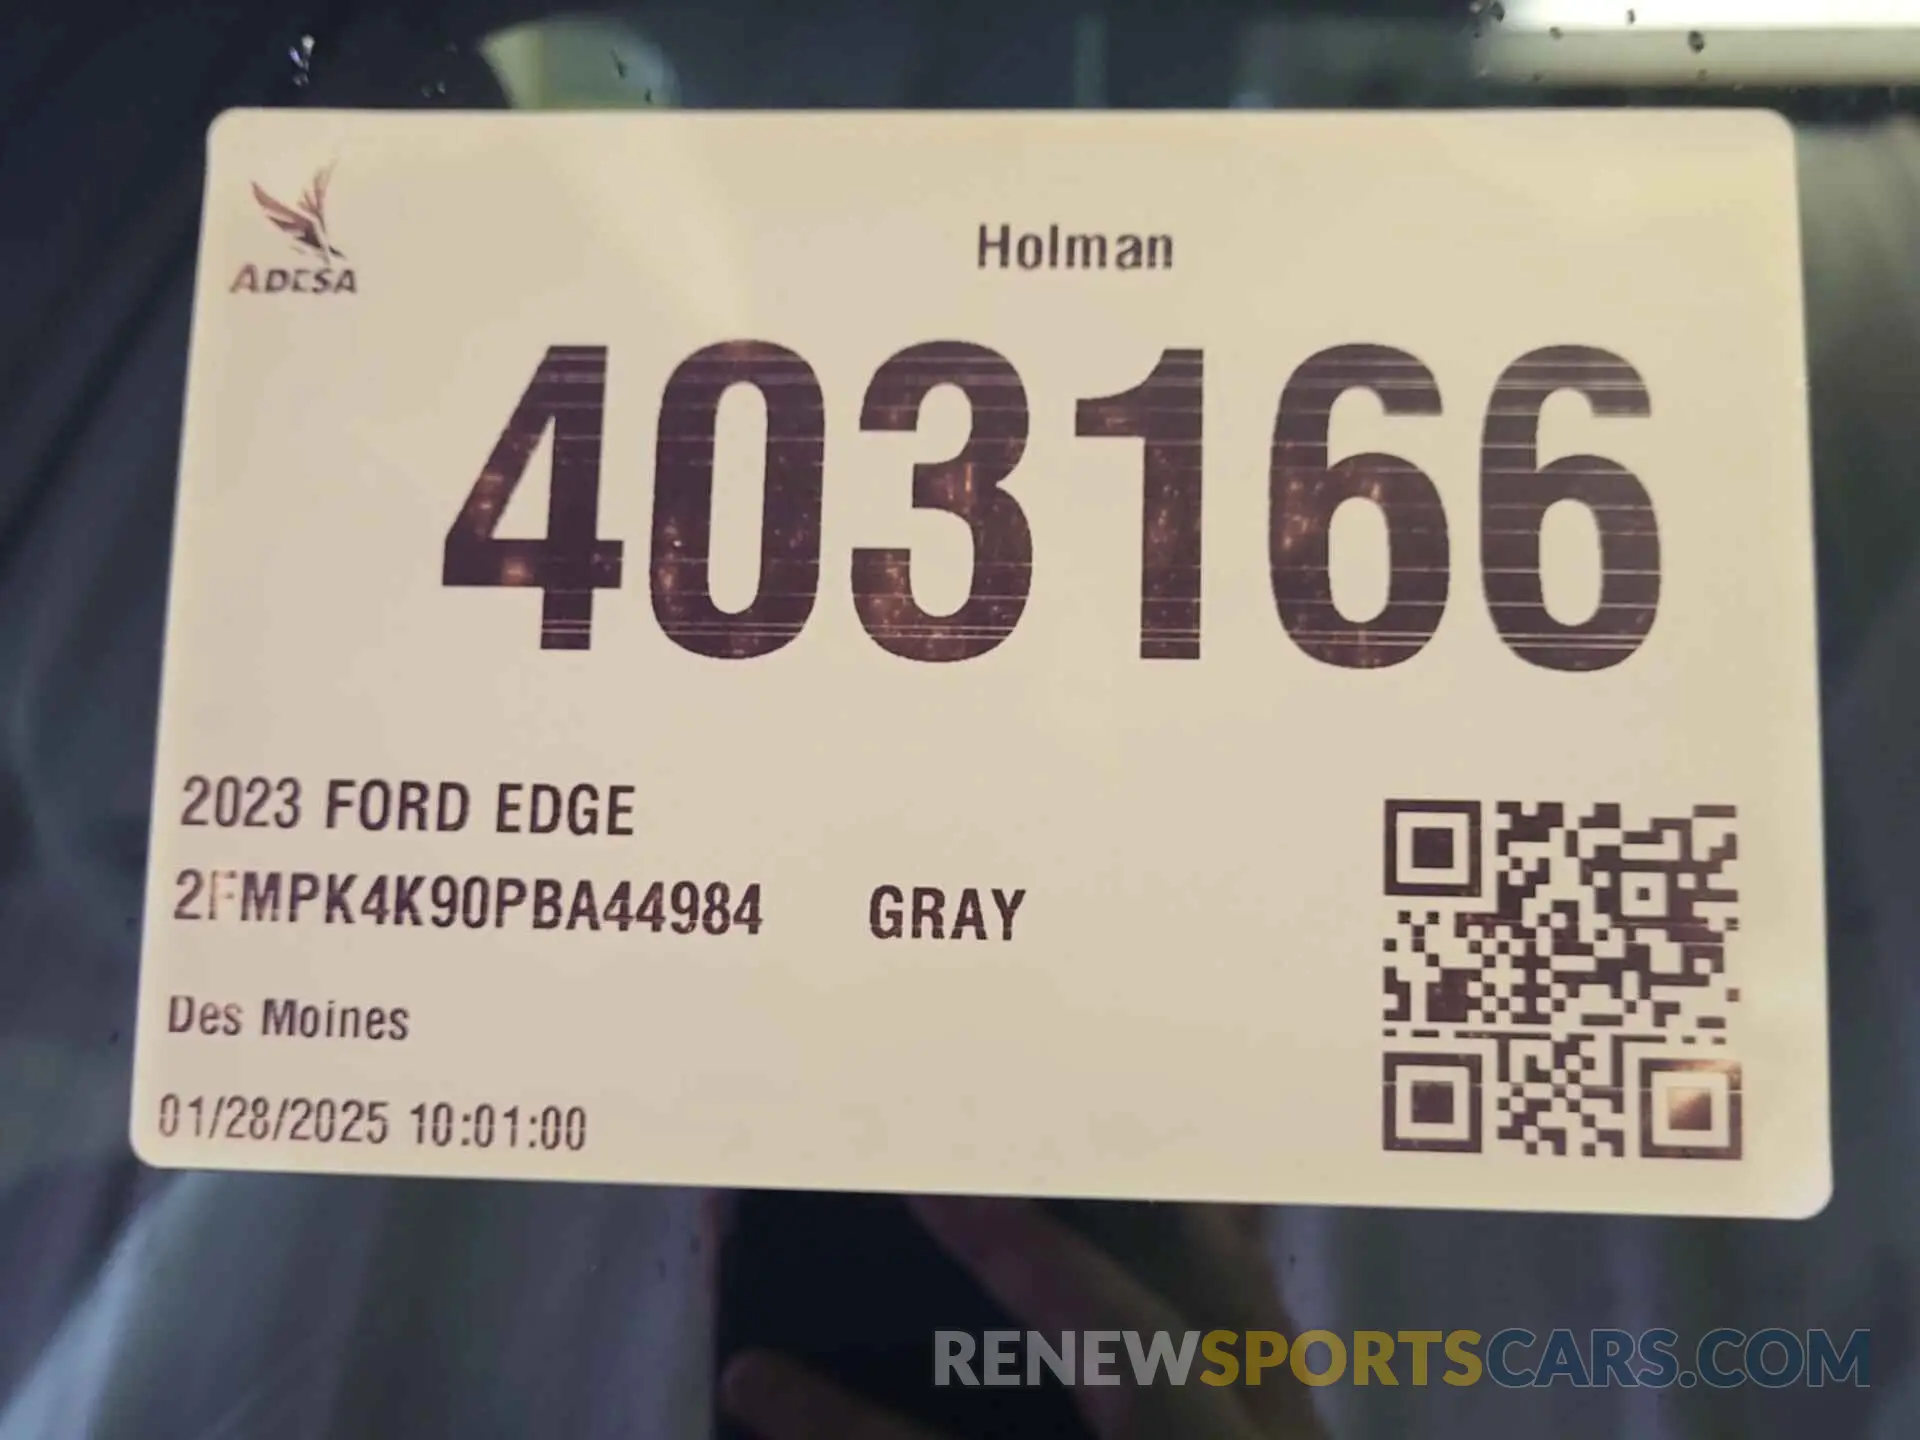 ADESA
Holman
403166
2023 FORD EDGE
2FMPK4K90PBA44984 GRAY
Des Moines
01/28/2025 10:01:00
RENEWSPORTSCARS.COM